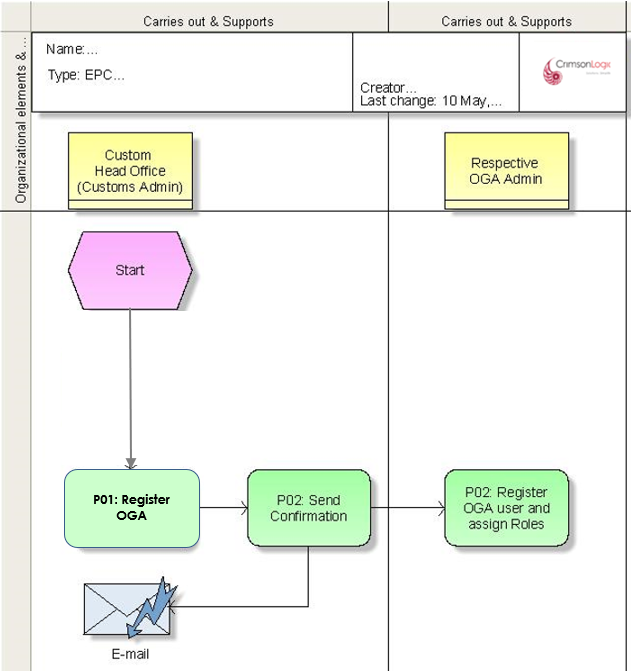 Carries out & Supports
Carries out & Supports
Organizational elements & ...
Name:...
Type: EPC...
Creator...
Last change: 10 May,...
CrimsonLogix
Custom
Head Office
(Customs Admin)
Respective
OGA Admin
Start
P01: Register
OGA
P02: Send
Confirmation
P02: Register
OGA user and
assign Roles
E-mail